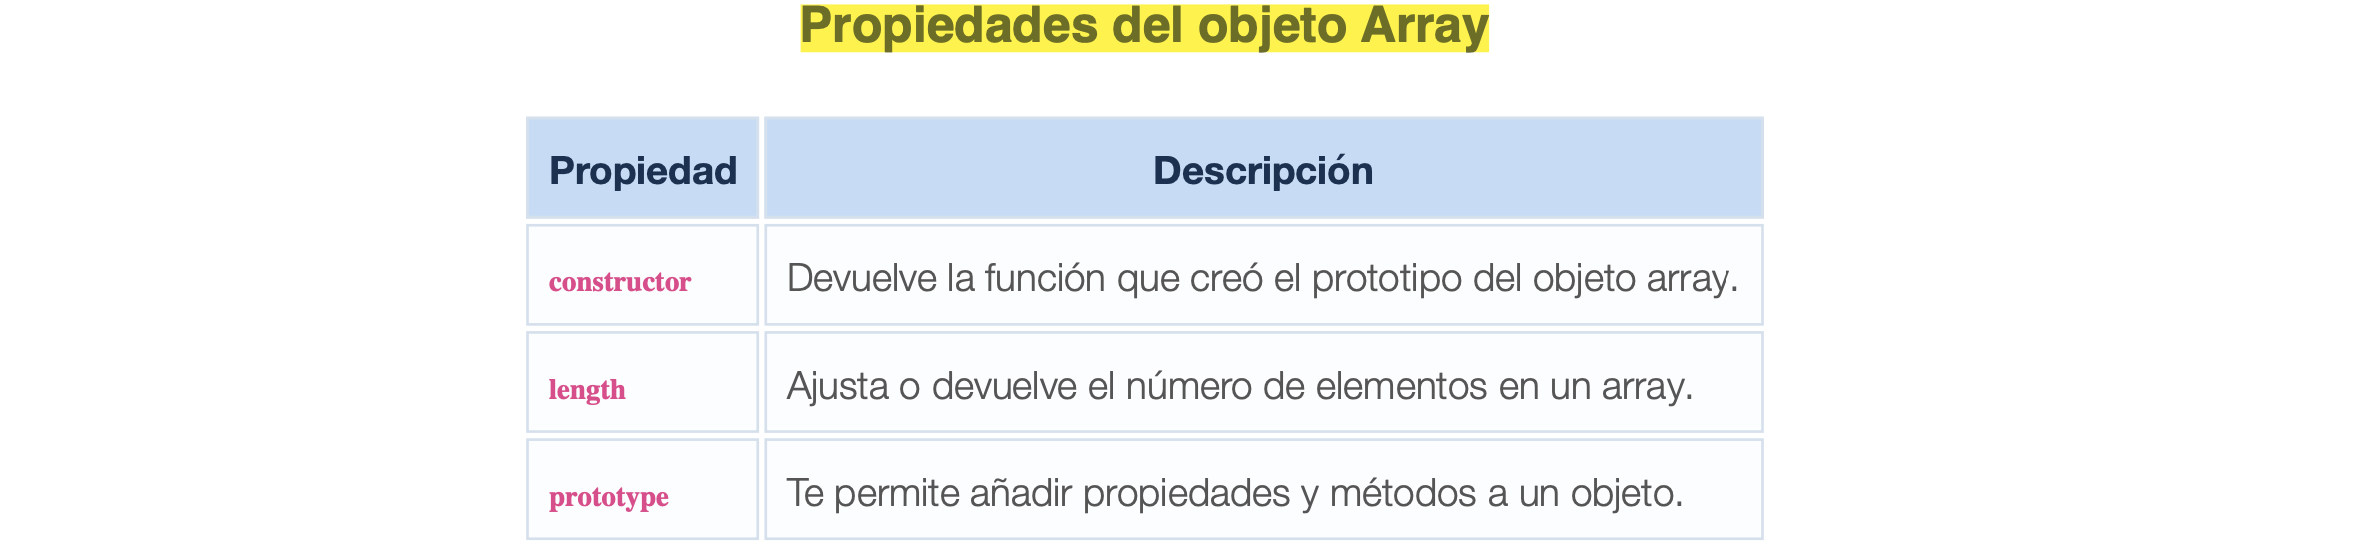 Propiedades del objeto Array
Propiedad Descripción
constructor Devuelve la función que creó el prototipo del objeto array.
length Ajusta o devuelve el número de elementos en un array.
prototype Te permite añadir propiedades y métodos a un objeto.